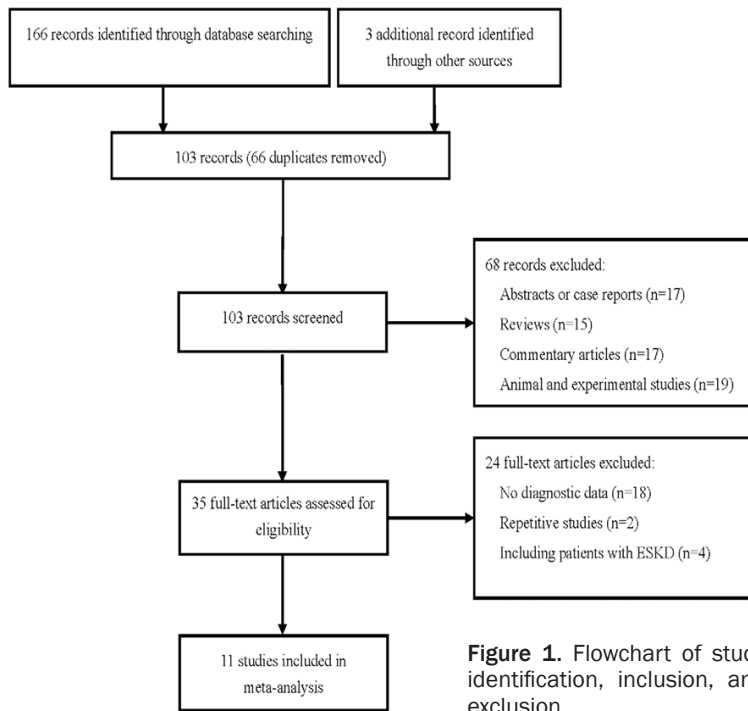 166 records identified through database searching
3 additional record identified
through other sources
103 records (66 duplicates removed)
103 records screened
68 records excluded:
Abstracts or case reports (n=17)
Reviews (n=15)
Commentary articles (n=17)
Animal and experimental studies (n=19)
35 full-text articles assessed for
eligibility
24 full-text articles excluded:
No diagnostic data (n=18)
Repetitive studies (n=2)
Including patients with ESKD (n=4)
11 studies included in
meta-analysis
Figure 1. Flowchart of stud
identification, inclusion, an
exclusion